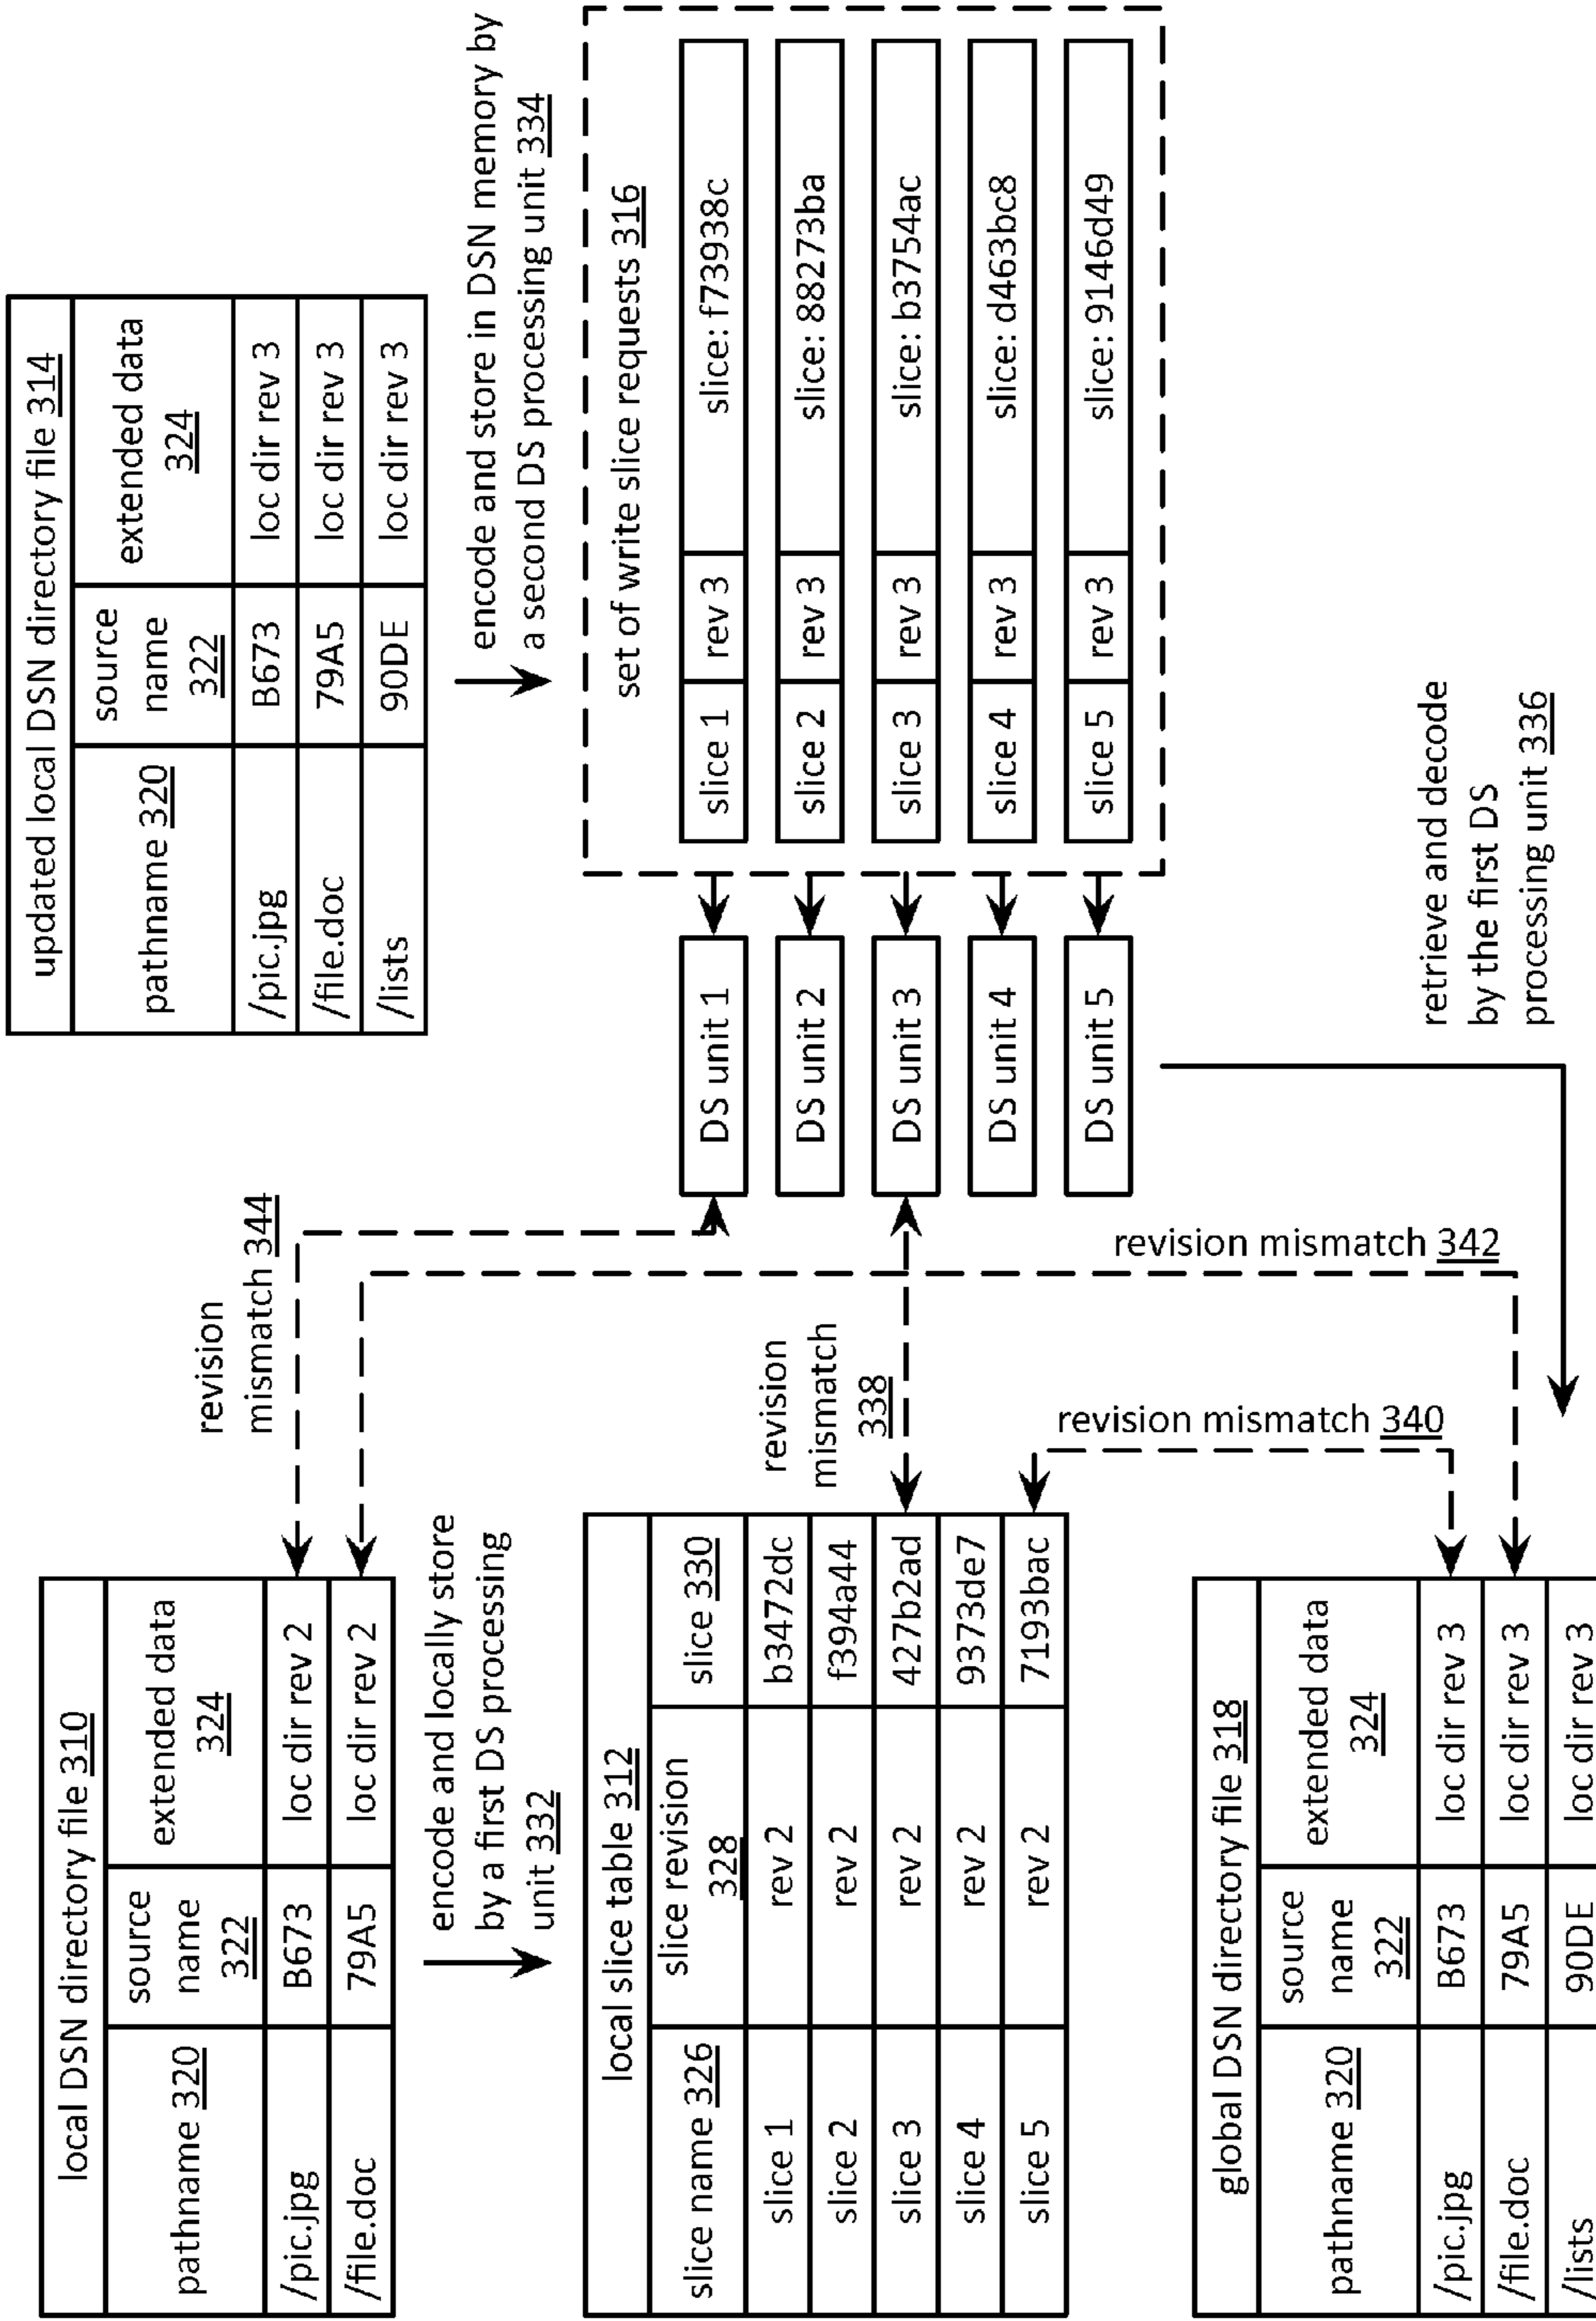 local DSN directory file 310
pathname 320 source name 322 extended data 324
/pic.jpg B673 loc dir rev 2
/file.doc 79A5 loc dir rev 2
encode and locally store
by a first DS processing
unit 332
revision
mismatch 344
updated local DSN directory file 314
pathname 320 source name 322 extended data 324
/pic.jpg B673 loc dir rev 3
/file.doc 79A5 loc dir rev 3
/lists 90DE loc dir rev 3
encode and store in DSN memory by
a second DS processing unit 334
local slice table 312
slice name 326 slice revision 328 slice 330
slice 1 rev 2 b3472dc
slice 2 rev 2 f394a44
slice 3 rev 2 427b2ad
slice 4 rev 2 9373de7
slice 5 rev 2 7193bac
revision
mismatch
338
DS unit 1
DS unit 2
DS unit 3
DS unit 4
DS unit 5
set of write slice requests 316
slice 1 rev 3 slice: f73938c
slice 2 rev 3 slice: 88273ba
slice 3 rev 3 slice: b3754ac
slice 4 rev 3 slice: d463bc8
slice 5 rev 3 slice: 9146d49
revision mismatch 340
revision mismatch 342
retrieve and decode
by the first DS
processing unit 336
global DSN directory file 318
pathname 320 source name 322 extended data 324
/pic.jpg B673 loc dir rev 3
/file.doc 79A5 loc dir rev 3
/lists 90DE loc dir rev 3